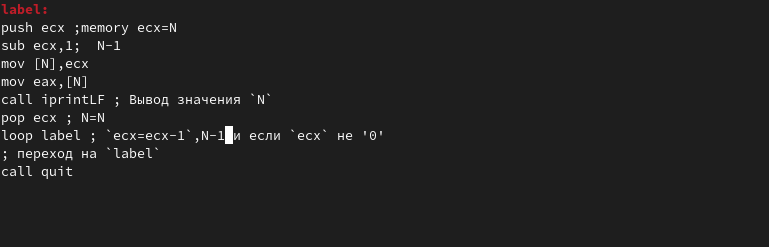 label:
push ecx ;memory ecx=N
sub ecx,1;  N-1
mov [N],ecx
mov eax,[N]
call iprintLF ; Вывод значения `N`
pop ecx ; N=N
loop label ; `ecx=ecx-1`,N-1 и если `ecx` не '0'
; переход на `label`
call quit